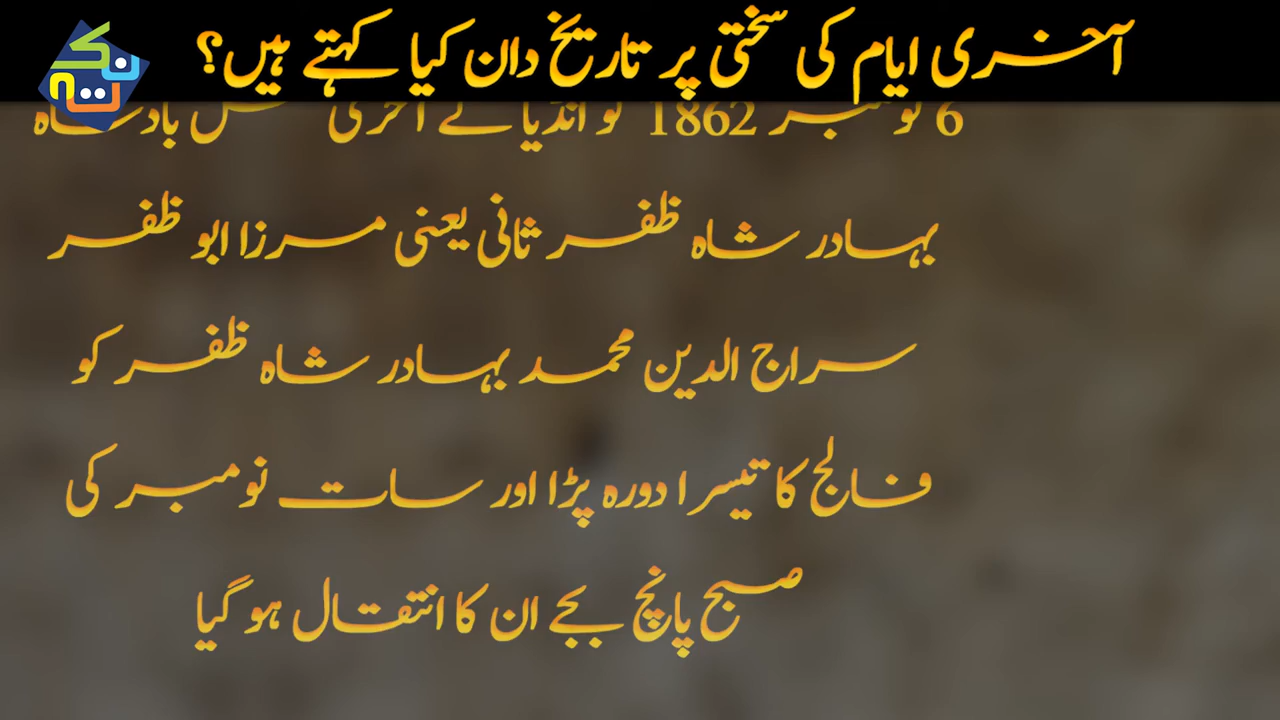 آخری ایام کی سختی پر تاریخ دان کیا کہتے ہیں؟
نکتہ
6 نومبر 1862 کو انڈیا کے آخری مغل بادشاہ
بہادر شاہ ظفر ثانی یعنی مرزا ابو ظفر
سراج الدین محمد بہادر شاہ ظفر کو
فالج کا تیسرا دورہ پڑا اور سات نومبر کی
صبح پانچ بجے ان کا انتقال ہو گیا